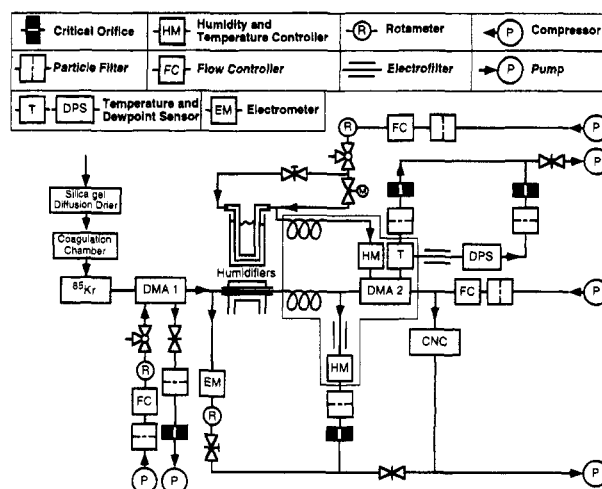 Critical Orifice
HM
Humidity and
Temperature Controller
R
Rotameter
P
Compressor
Particle Filter
FC
Flow Controller
Electrofilter
P
Pump
T
DPS
Temperature and
Dewpoint Sensor
EM
Electrometer
R
FC
P
P
M
Silica gel
Diffusion Drier
Coagulation
Chamber
Humidifiers
HM
T
DPS
85Kr
DMA 1
DMA 2
FC
P
CNC
R
EM
HM
FC
R
P
P
P